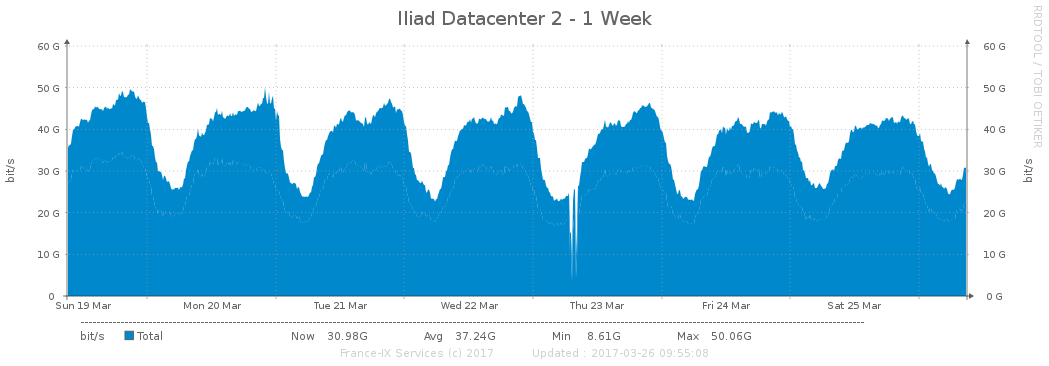 Iliad Datacenter 2 - 1 Week
RRDTOOL / TOBI OETIKER
bit/s
bit/s
60 G 60 G
50 G 50 G
40 G 40 G
30 G 30 G
20 G 20 G
10 G 10 G
0 0 G
Sun 19 Mar Mon 20 Mar Tue 21 Mar Wed 22 Mar Thu 23 Mar Fri 24 Mar Sat 25 Mar
bit/s Total Now 30.98G Avg 37.24G Min 8.61G Max 50.06G
France-IX Services (c) 2017 Updated : 2017-03-26 09:55:08